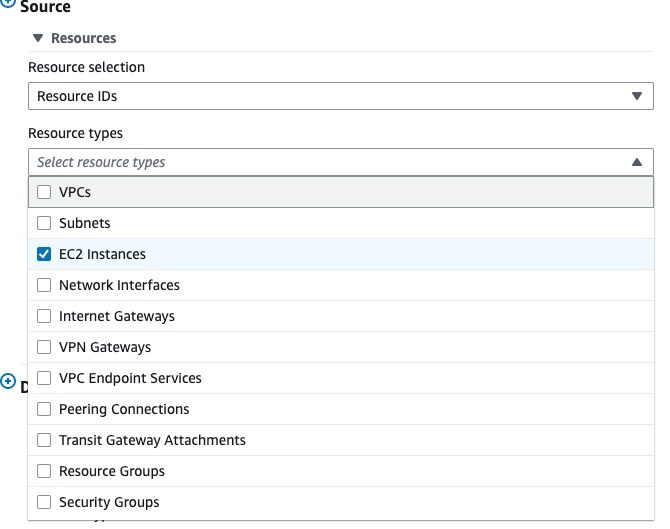 Source
Resources
Resource selection
Resource IDs
Resource types
Select resource types
VPCs
Subnets
EC2 Instances
Network Interfaces
Internet Gateways
VPN Gateways
VPC Endpoint Services
Peering Connections
Transit Gateway Attachments
Resource Groups
Security Groups